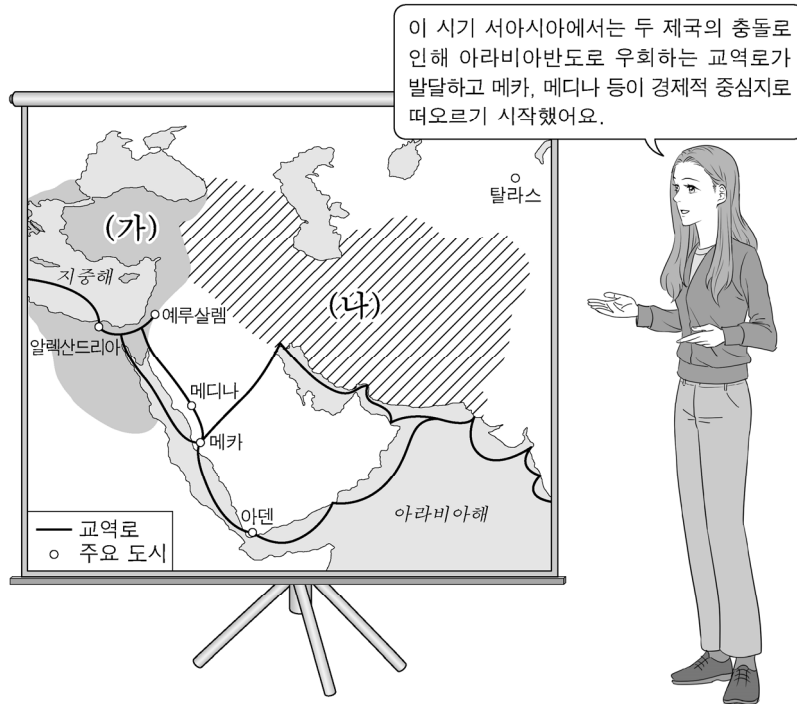 이 시기 서아시아에서는 두 제국의 충돌로
인해 아라비아반도로 우회하는 교역로가
발달하고 메카, 메디나 등이 경제적 중심지로
떠오르기 시작했어요.
탈라스
(가)
지중해
(나)
예루살렘
알렉산드리아
메디나
메카
아덴
아라비아해
교역로
주요 도시